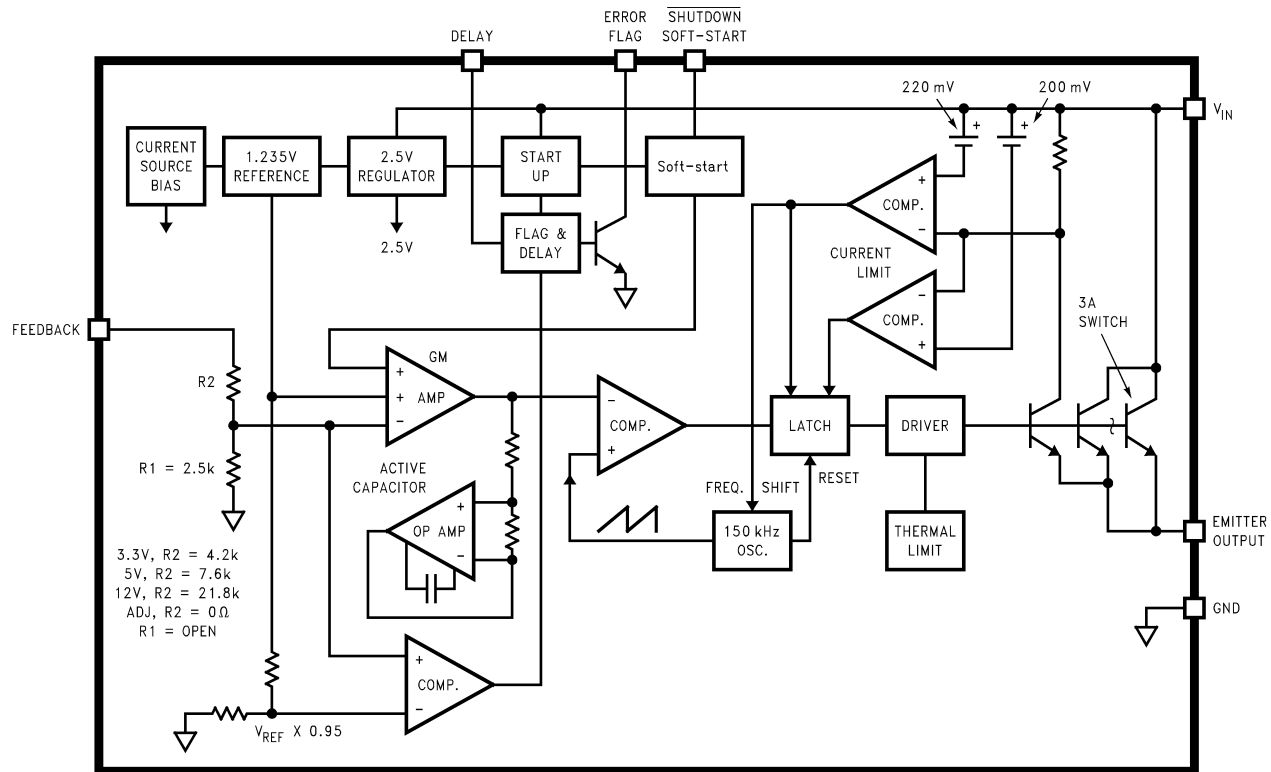 DELAY
ERROR
FLAG
SHUTDOWN
SOFT-START
220 mV
200 mV
+
+
VIN
CURRENT
SOURCE
BIAS
1.235V
REFERENCE
2.5V
REGULATOR
START
UP
Soft-start
2.5V
FLAG &
DELAY
+
COMP.
−
CURRENT
LIMIT
−
COMP.
+
3A
SWITCH
FEEDBACK
R2
R1 = 2.5k
GM
+
+ AMP
−
−
COMP.
+
LATCH
DRIVER
ACTIVE
CAPACITOR
+
OP AMP
−
FREQ. SHIFT
RESET
150 kHz
OSC.
THERMAL
LIMIT
EMITTER
OUTPUT
3.3V, R2 = 4.2k
5V, R2 = 7.6k
12V, R2 = 21.8k
ADJ, R2 = 0Ω
R1 = OPEN
GND
+
COMP.
−
VREF X 0.95